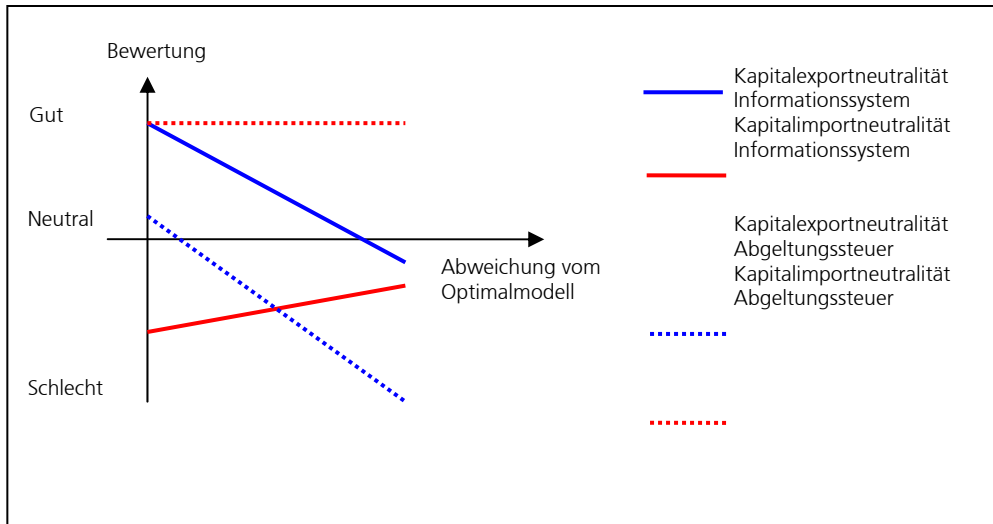 Bewertung
Gut
Neutral
Schlecht
Abweichung vom
Optimalmodell
Kapitalexportneutralität
Informationssystem
Kapitalimportneutralität
Informationssystem
Kapitalexportneutralität
Abgeltungssteuer
Kapitalimportneutralität
Abgeltungssteuer